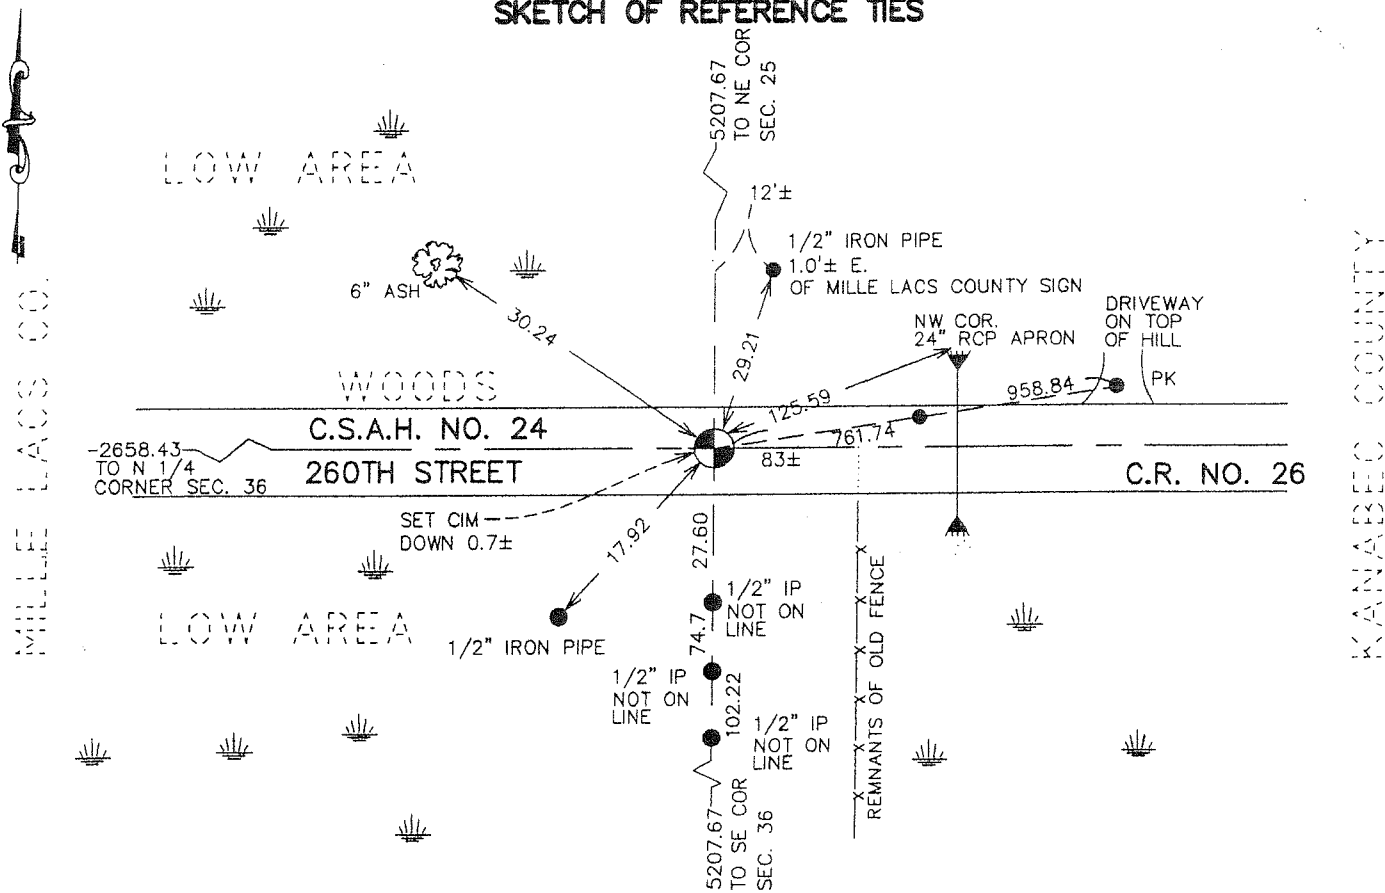 SKETCH OF REFERENCE TIES
5207.67
TO NE COR
SEC. 25
LOW AREA
12'±
1/2" IRON PIPE
1.0'± E.
OF MILLE LACS COUNTY SIGN
6" ASH
30.24
29.21
NW COR.
24" RCP APRON
DRIVEWAY
ON TOP
OF HILL
PK
958.84
125.59
761.74
83±
WOODS
C.S.A.H. NO. 24
260TH STREET
C.R. NO. 26
-2658.43
TO N 1/4
CORNER SEC. 36
MILLE LACS CO.
KANABEC COUNTY
SET CIM
DOWN 0.7±
17.92
27.60
1/2" IP
NOT ON
LINE
LOW AREA
1/2" IRON PIPE
74.7
1/2" IP
NOT ON
LINE
102.22
1/2" IP
NOT ON
LINE
REMNANTS OF OLD FENCE
5207.67
TO SE COR
SEC. 36